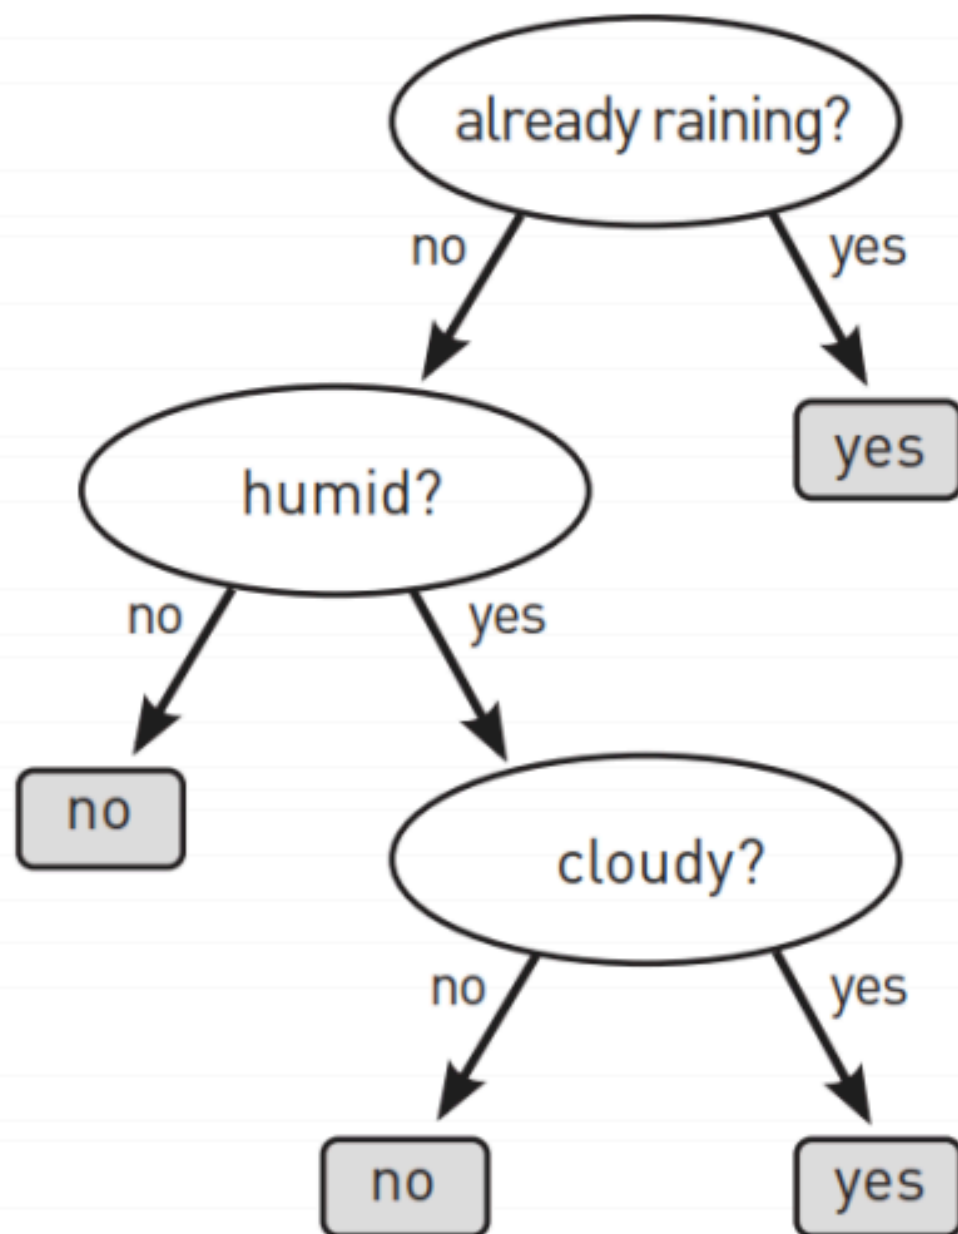 already raining?
no
yes
humid?
yes
no
yes
no
cloudy?
no
yes
no
yes